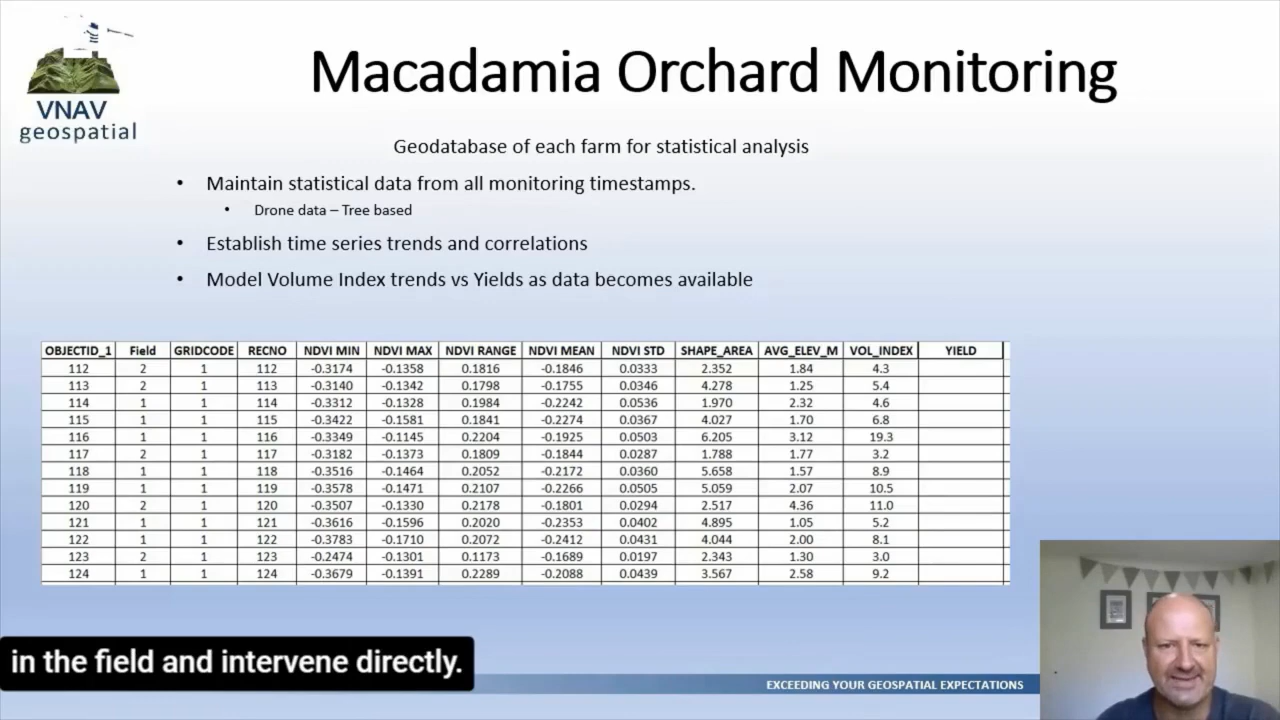 VNAV
geospatial
Macadamia Orchard Monitoring
Geodatabase of each farm for statistical analysis
• Maintain statistical data from all monitoring timestamps.
• Drone data – Tree based
• Establish time series trends and correlations
• Model Volume Index trends vs Yields as data becomes available
OBJECTID_1 Field GRIDCODE RECNO NDVI MIN NDVI MAX NDVI RANGE NDVI MEAN NDVI STD SHAPE_AREA AVG_ELEV_M VOL_INDEX YIELD
112 2 1 112 -0.3174 -0.1358 0.1816 -0.1846 0.0333 2.352 1.84 4.3
113 2 1 113 -0.3140 -0.1342 0.1798 -0.1755 0.0346 4.278 1.25 5.4
114 1 1 114 -0.3312 -0.1328 0.1984 -0.2242 0.0536 1.970 2.32 4.6
115 1 1 115 -0.3422 -0.1581 0.1841 -0.2274 0.0367 4.027 1.70 6.8
116 1 1 116 -0.3349 -0.1145 0.2204 -0.1925 0.0503 6.205 3.12 19.3
117 2 1 117 -0.3182 -0.1373 0.1809 -0.1844 0.0287 1.788 1.77 3.2
118 1 1 118 -0.3516 -0.1464 0.2052 -0.2172 0.0360 5.658 1.57 8.9
119 1 1 119 -0.3578 -0.1471 0.2107 -0.2266 0.0505 5.059 2.07 10.5
120 2 1 120 -0.3507 -0.1330 0.2178 -0.1801 0.0294 2.517 4.36 11.0
121 1 1 121 -0.3616 -0.1596 0.2020 -0.2353 0.0402 4.895 1.05 5.2
122 1 1 122 -0.3783 -0.1710 0.2072 -0.2412 0.0431 4.044 2.00 8.1
123 2 1 123 -0.2474 -0.1301 0.1173 -0.1689 0.0197 2.343 1.30 3.0
124 1 1 124 -0.3679 -0.1391 0.2289 -0.2088 0.0439 3.567 2.58 9.2
in the field and intervene directly.
EXCEEDING YOUR GEOSPATIAL EXPECTATIONS